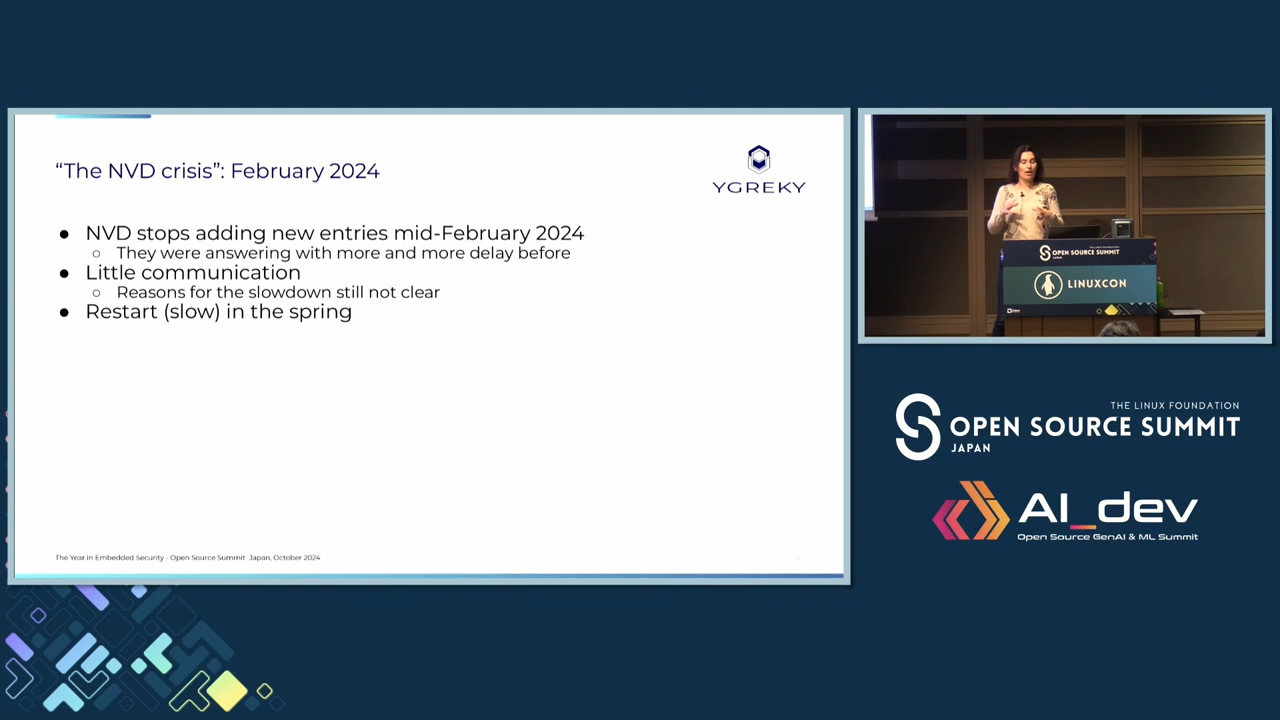 “The NVD crisis”: February 2024
YGREKY
● NVD stops adding new entries mid-February 2024
○ They were answering with more and more delay before
● Little communication
○ Reasons for the slowdown still not clear
● Restart (slow) in the spring
The Year in Embedded Security - Open Source Summit Japan, October 2024
OPEN SOURCE SUMMIT
JAPAN
LINUXCON
THE LINUX FOUNDATION
OPEN SOURCE SUMMIT
JAPAN
AI_dev
Open Source GenAI & ML Summit